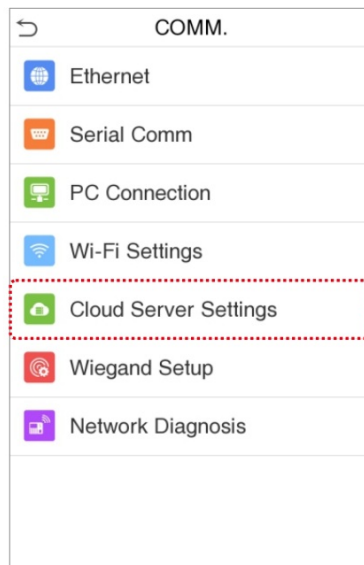 COMM.
Ethernet
Serial Comm
PC Connection
Wi-Fi Settings
Cloud Server Settings
Wiegand Setup
Network Diagnosis